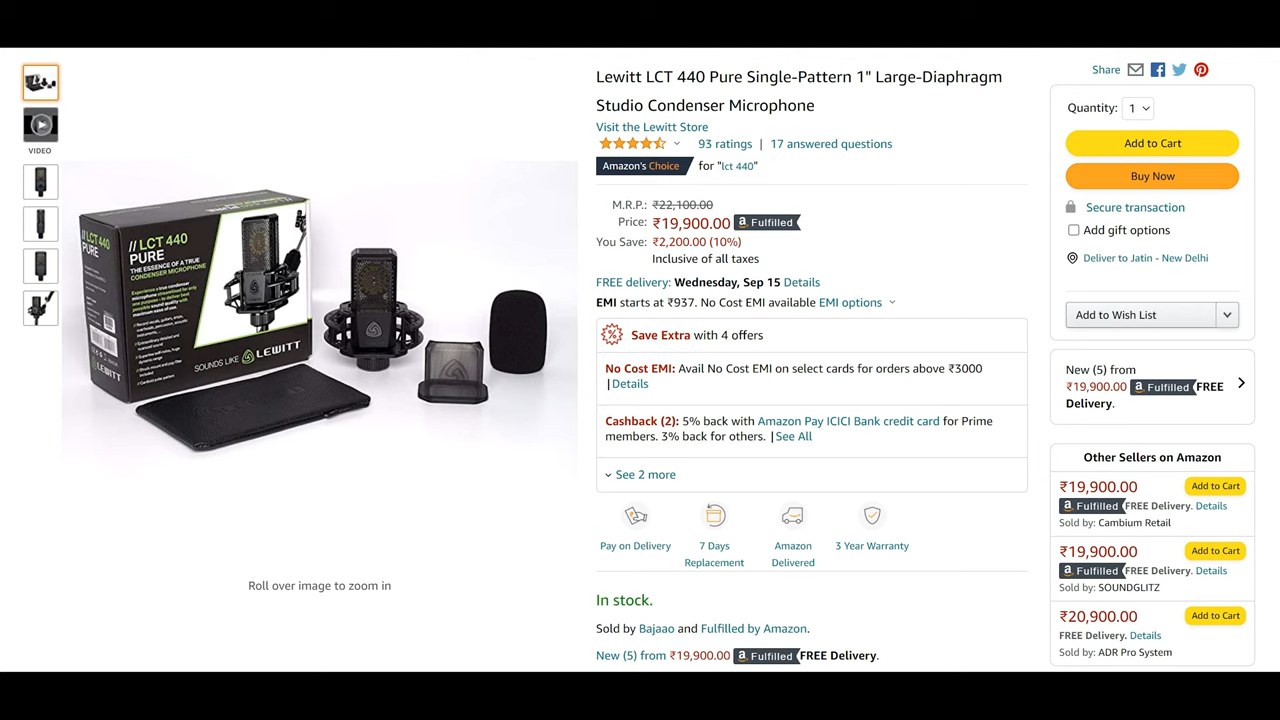 VIDEO
// LCT 440
PURE
THE ESSENCE OF A TRUE
CONDENSER MICROPHONE
SOUNDS LIKE LEWITT
LEWITT
// LCT 440
PURE
Roll over image to zoom in
Lewitt LCT 440 Pure Single-Pattern 1" Large-Diaphragm
Studio Condenser Microphone
Visit the Lewitt Store
93 ratings | 17 answered questions
Amazon's Choice for "lct 440"
M.R.P.: ₹22,100.00
Price: ₹19,900.00 a Fulfilled
You Save: ₹2,200.00 (10%)
Inclusive of all taxes
FREE delivery: Wednesday, Sep 15 Details
EMI starts at ₹937. No Cost EMI available EMI options
Save Extra with 4 offers
No Cost EMI: Avail No Cost EMI on select cards for orders above ₹3000
| Details
Cashback (2): 5% back with Amazon Pay ICICI Bank credit card for Prime
members. 3% back for others. | See All
See 2 more
Pay on Delivery
7 Days
Replacement
Amazon
Delivered
3 Year Warranty
In stock.
Sold by Bajaao and Fulfilled by Amazon.
New (5) from ₹19,900.00 a Fulfilled FREE Delivery.
Share
Quantity: 1
Add to Cart
Buy Now
Secure transaction
Add gift options
Deliver to Jatin - New Delhi
Add to Wish List
New (5) from
₹19,900.00 a Fulfilled FREE
Delivery.
Other Sellers on Amazon
₹19,900.00 Add to Cart
a Fulfilled FREE Delivery. Details
Sold by: Cambium Retail
₹19,900.00 Add to Cart
a Fulfilled FREE Delivery. Details
Sold by: SOUNDGLITZ
₹20,900.00 Add to Cart
FREE Delivery. Details
Sold by: ADR Pro System